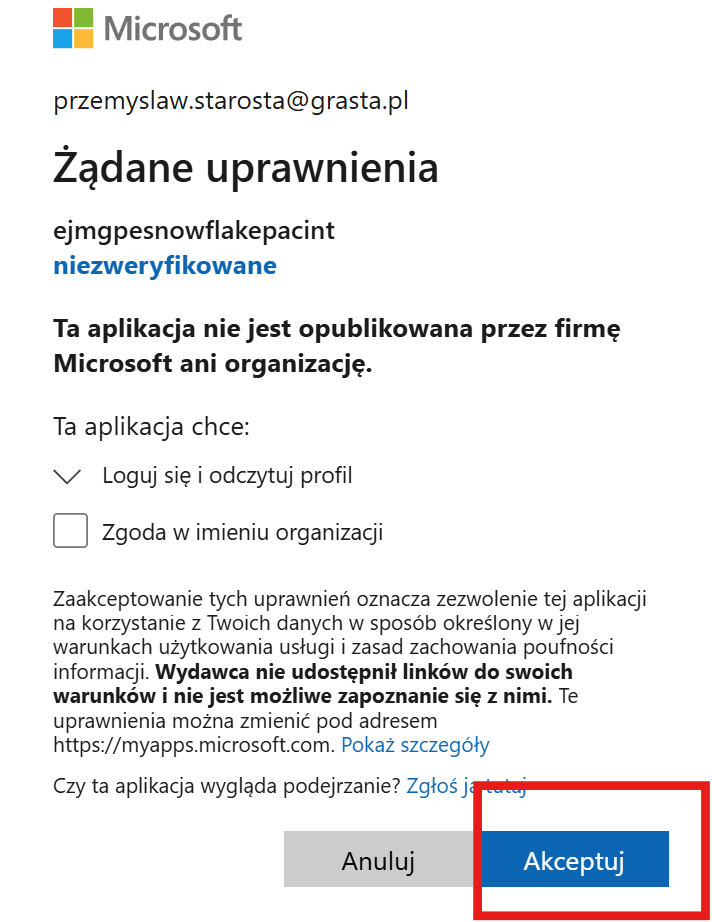 Microsoft
przemyslaw.starosta@grasta.pl
Żądane uprawnienia
ejmgpesnowflakepacint
niezweryfikowane
Ta aplikacja nie jest opublikowana przez firmę
Microsoft ani organizację.
Ta aplikacja chce:
Loguj się i odczytuj profil
Zgoda w imieniu organizacji
Zaakceptowanie tych uprawnień oznacza zezwolenie tej aplikacji
na korzystanie z Twoich danych w sposób określony w jej
warunkach użytkowania usługi i zasad zachowania poufności
informacji. Wydawca nie udostępnił linków do swoich
warunków i nie jest możliwe zapoznanie się z nimi. Te
uprawnienia można zmienić pod adresem
https://myapps.microsoft.com. Pokaż szczegóły
Czy ta aplikacja wygląda podejrzanie? Zgłoś ją tutaj
Anuluj
Akceptuj